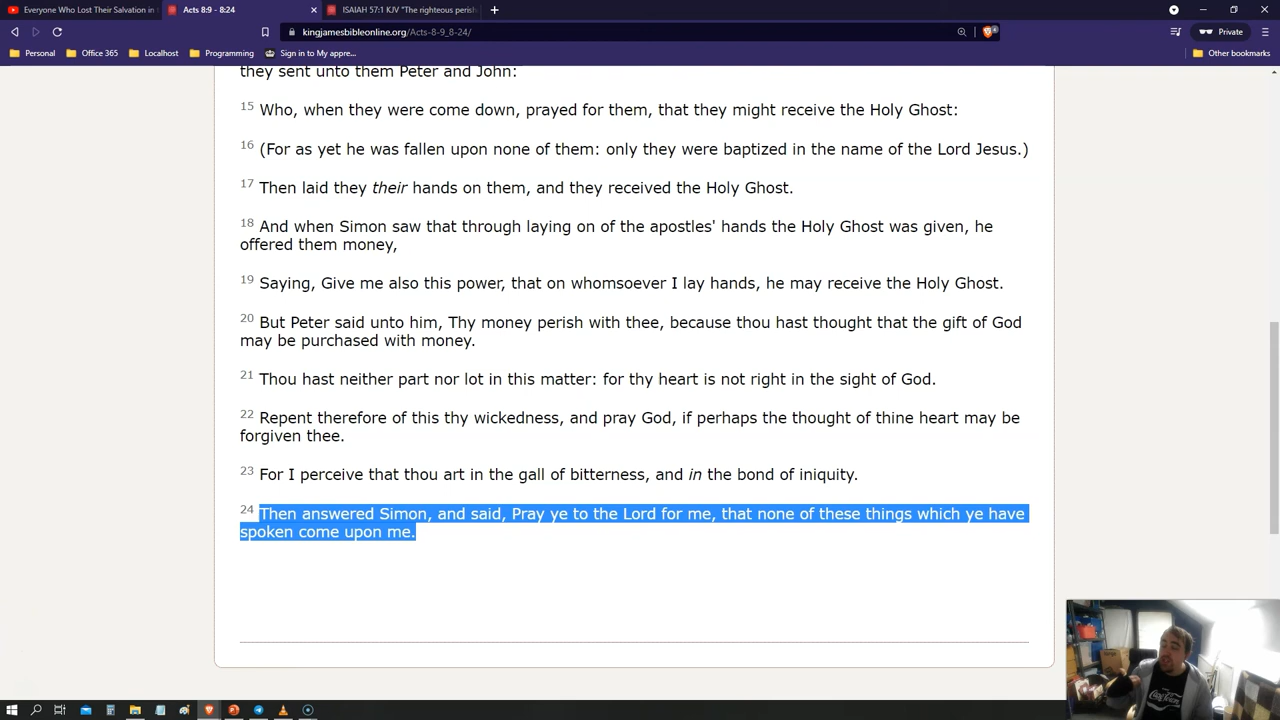 Everyone Who Lost Their Salvation in
Acts 8:9 - 8:24
ISAIAH 57:1 KJV "The righteous perish
kingjamesbibleonline.org/Acts-8-9_8-24/
Private
Personal
Office 365
Localhost
Programming
Sign in to My appre...
Other bookmarks
they sent unto them Peter and John:
15 Who, when they were come down, prayed for them, that they might receive the Holy Ghost:
16 (For as yet he was fallen upon none of them: only they were baptized in the name of the Lord Jesus.)
17 Then laid they their hands on them, and they received the Holy Ghost.
18 And when Simon saw that through laying on of the apostles' hands the Holy Ghost was given, he
offered them money,
19 Saying, Give me also this power, that on whomsoever I lay hands, he may receive the Holy Ghost.
20 But Peter said unto him, Thy money perish with thee, because thou hast thought that the gift of God
may be purchased with money.
21 Thou hast neither part nor lot in this matter: for thy heart is not right in the sight of God.
22 Repent therefore of this thy wickedness, and pray God, if perhaps the thought of thine heart may be
forgiven thee.
23 For I perceive that thou art in the gall of bitterness, and in the bond of iniquity.
24 Then answered Simon, and said, Pray ye to the Lord for me, that none of these things which ye have
spoken come upon me.